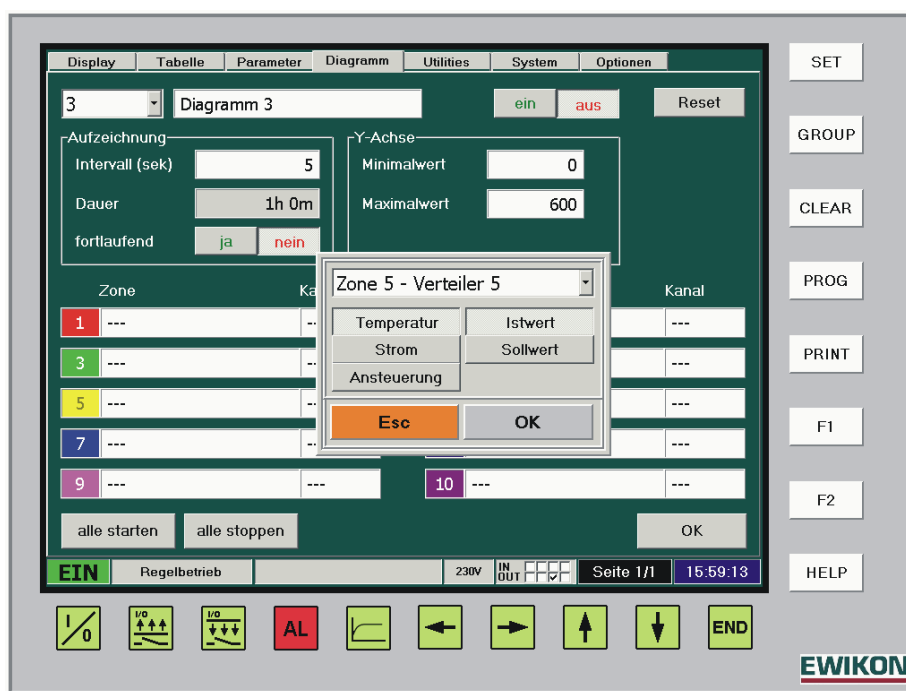 Display Tabelle Parameter Diagramm Utilities System Optionen
SET
3 Diagramm 3 ein aus Reset
Aufzeichnung Y-Achse
GROUP
Intervall (sek) 5 Minimalwert 0
Dauer 1h 0m Maximalwert 600
CLEAR
fortlaufend ja nein
Zone 5 - Verteiler 5
PROG
Zone Ka Kanal
1 --- -- Temperatur Istwert ---
Strom Sollwert
PRINT
3 --- -- ---
Ansteuerung
5 --- -- ---
Esc OK
F1
7 --- -- ---
9 --- --- 10 --- ---
F2
alle starten alle stoppen OK
EIN Regelbetrieb 230V IN OUT Seite 1/1 15:59:13
HELP
I/0 I/O I/O AL END
EWIKON